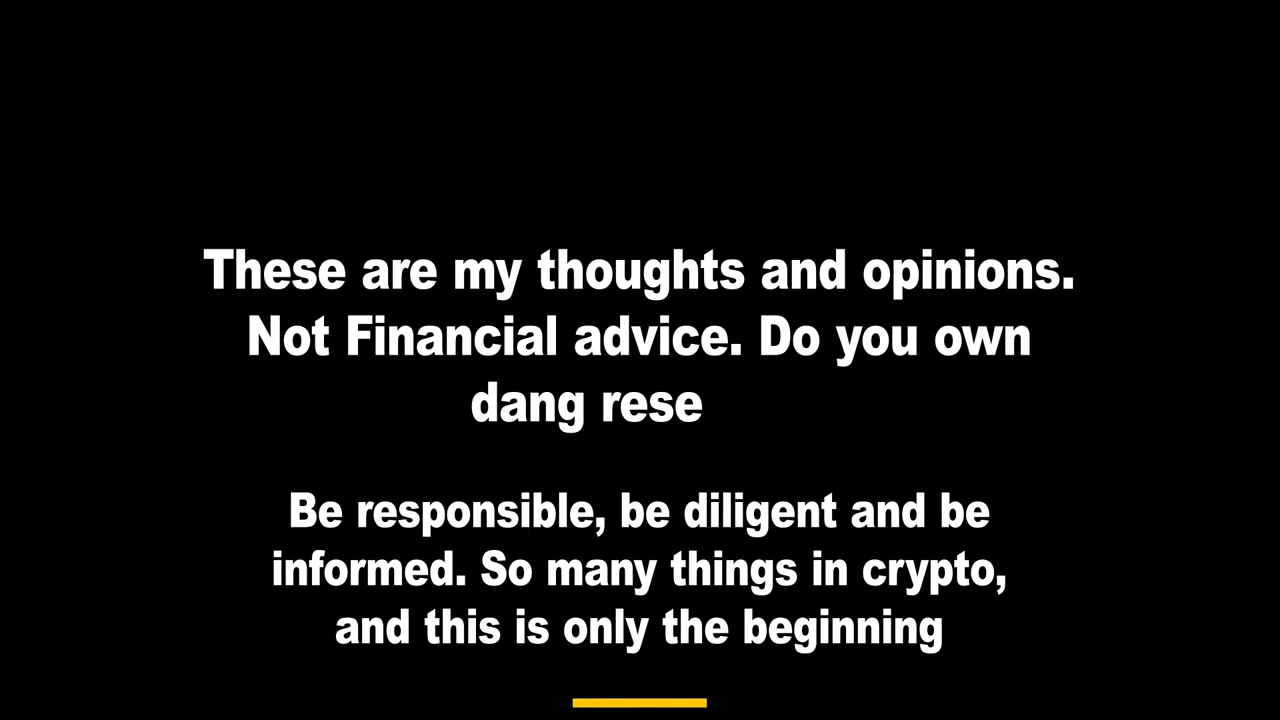 These are my thoughts and opinions.
Not Financial advice. Do you own
dang rese
Be responsible, be diligent and be
informed. So many things in crypto,
and this is only the beginning